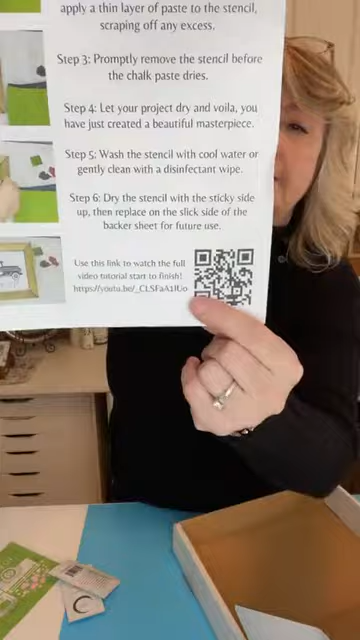 apply a thin layer of paste to the stencil,
scraping off any excess.
Step 3: Promptly remove the stencil before
the chalk paste dries.
Step 4: Let your project dry and voila, you
have just created a beautiful masterpiece.
Step 5: Wash the stencil with cool water or
gently clean with a disinfectant wipe.
Step 6: Dry the stencil with the sticky side
up, then replace on the slick side of the
backer sheet for future use.
Use this link to watch the full
video tutorial start to finish!
https://youtu.be/_CLSFaA1lUo